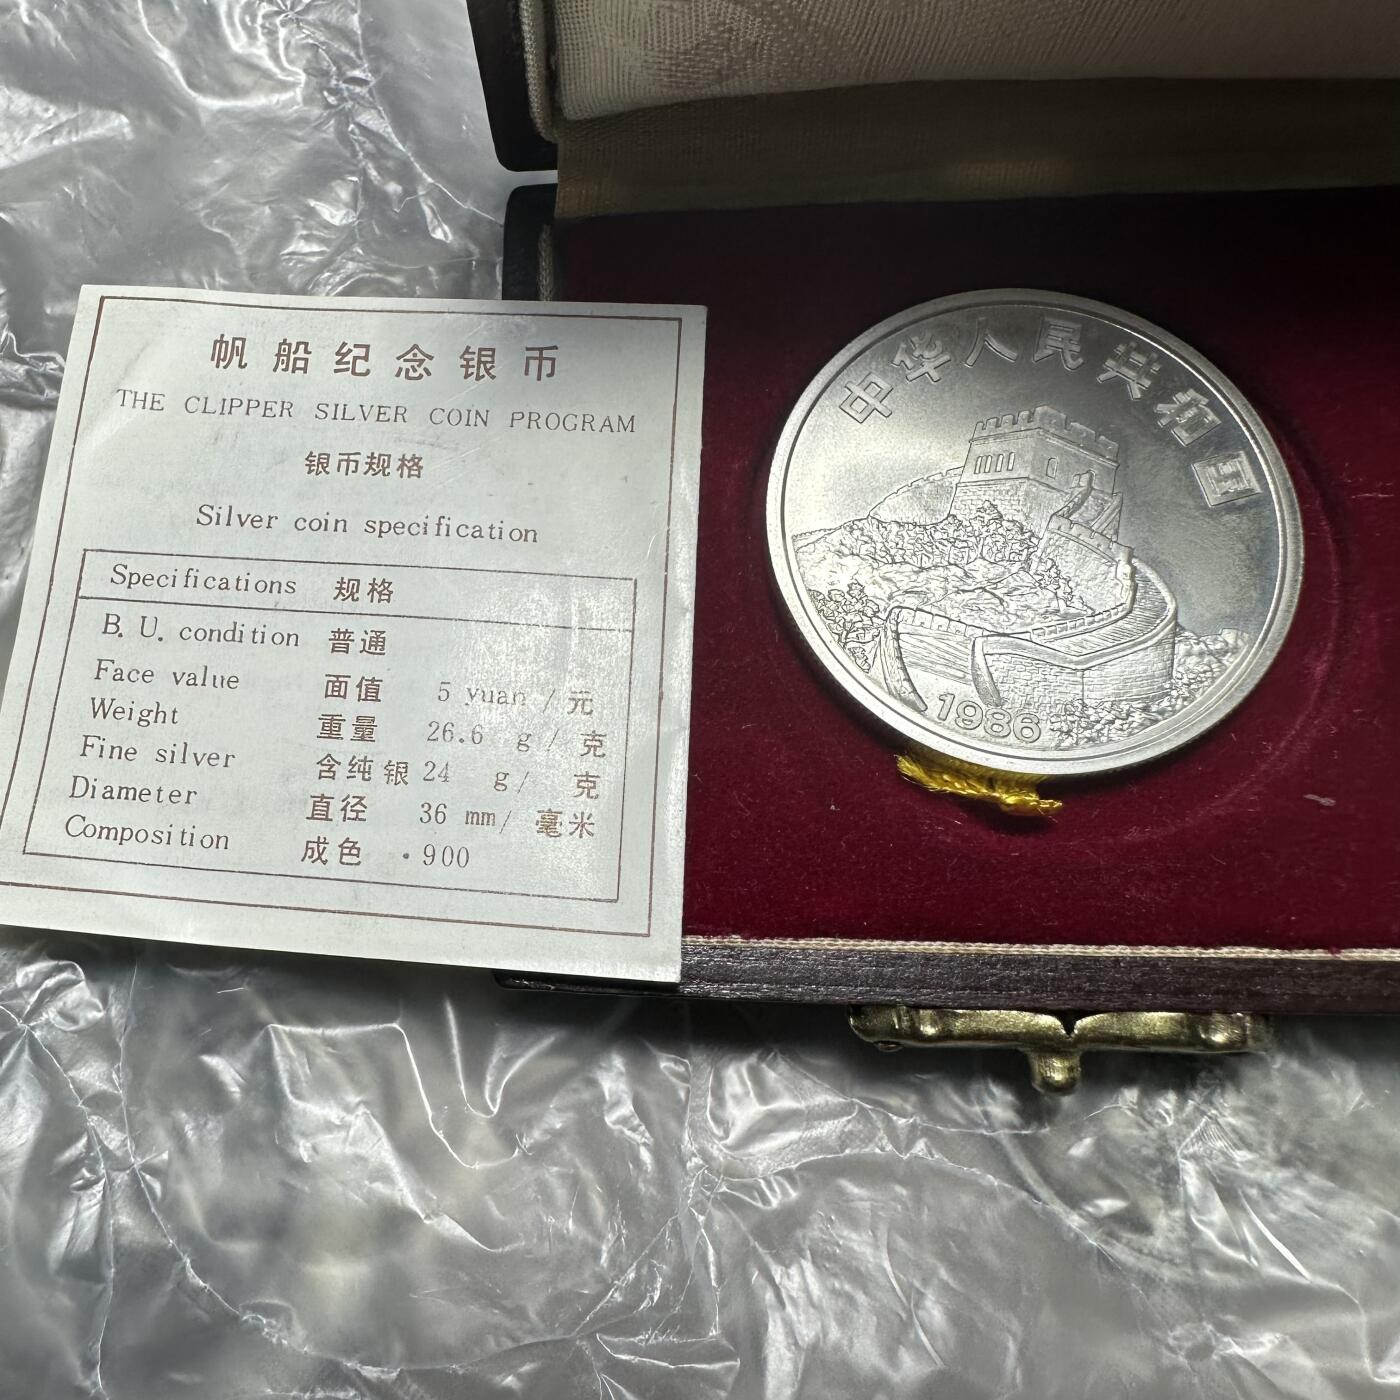 帆船纪念银币
THE CLIPPER SILVER COIN PROGRAM
银币规格
Silver coin specification
Specifications 规格
B. U. condition 普通
Face value 面值 5 yuan / 元
Weight 重量 26.6 g / 克
Fine silver 含纯银 24 g / 克
Diameter 直径 36 mm / 毫米
Composition 成色 .900
中华人民共和国
1986